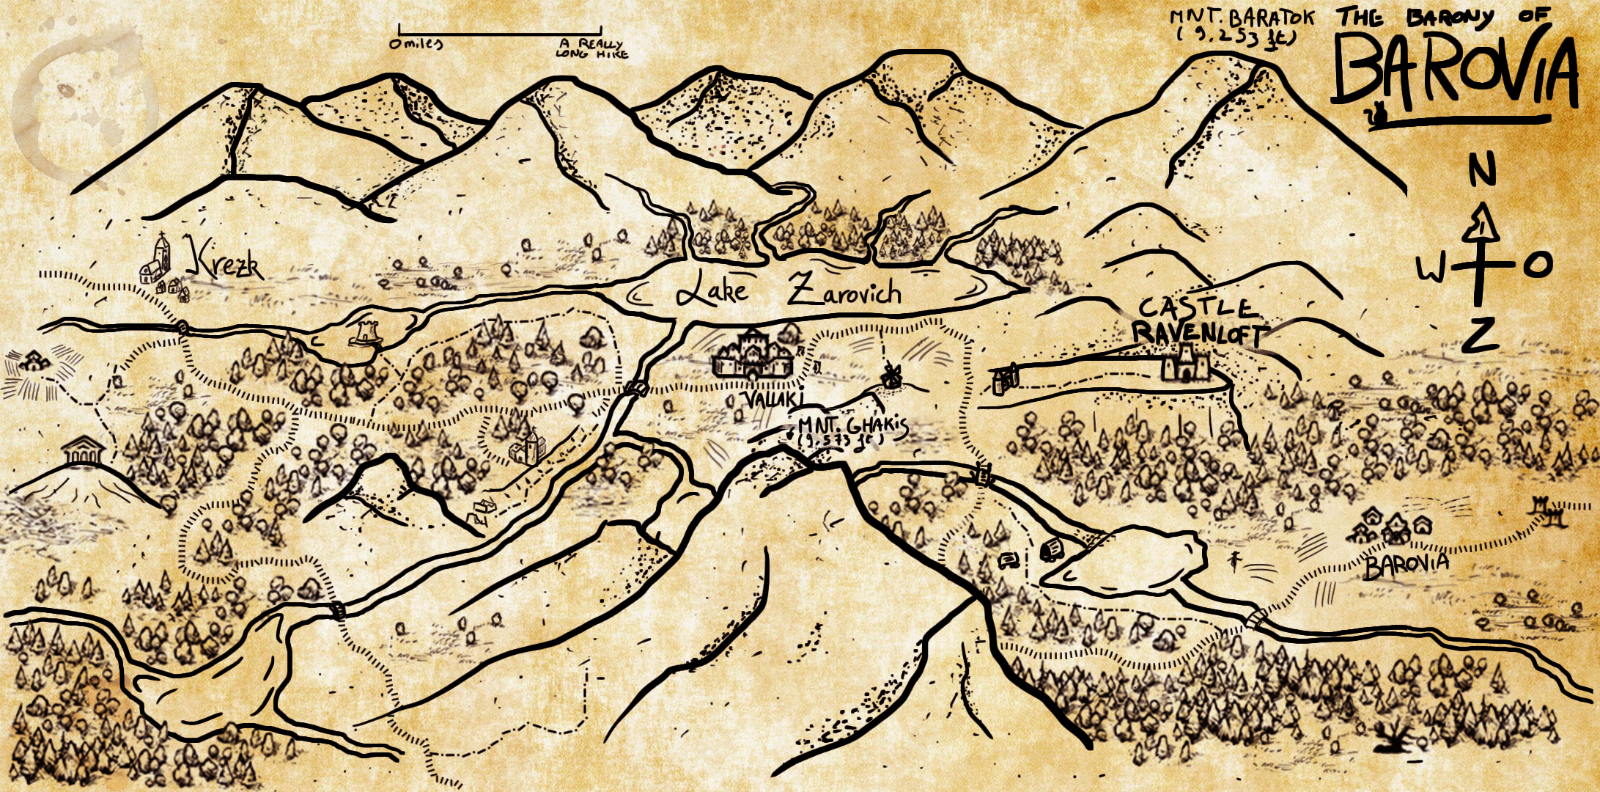 0 miles
A REALLY
LONG HIKE
MNT. BARATOK
(9.253 ft)
THE BARONY OF
BAROVIA
N
W O
Z
Krezk
Lake Zarovich
CASTLE
RAVENLOFT
VALLAKI
MNT. GHAKIS
(9.573 ft)
BAROVIA